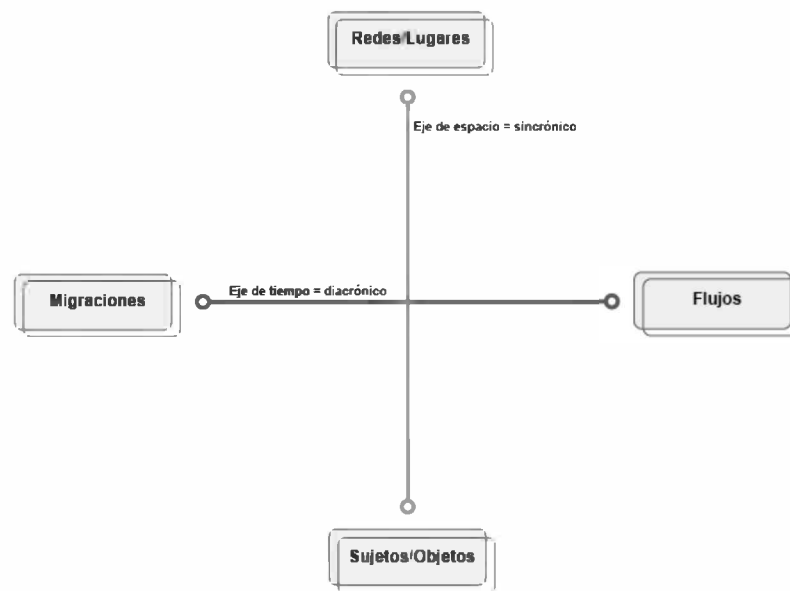 Redes/Lugares
Eje de espacio = sincrónico
Migraciones
Eje de tiempo = diacrónico
Flujos
Sujetos/Objetos